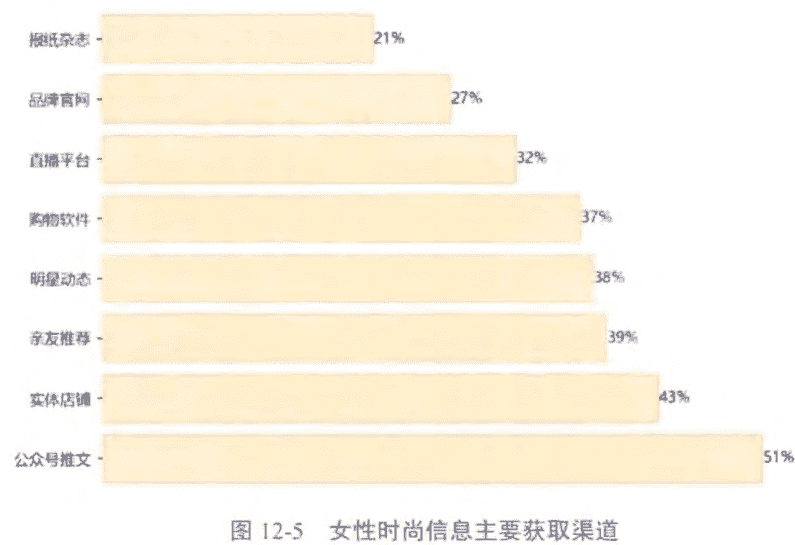 报纸杂志 21%
品牌官网 27%
直播平台 32%
购物软件 37%
明星动态 38%
亲友推荐 39%
实体店铺 43%
公众号推文 51%
图 12-5 女性时尚信息主要获取渠道